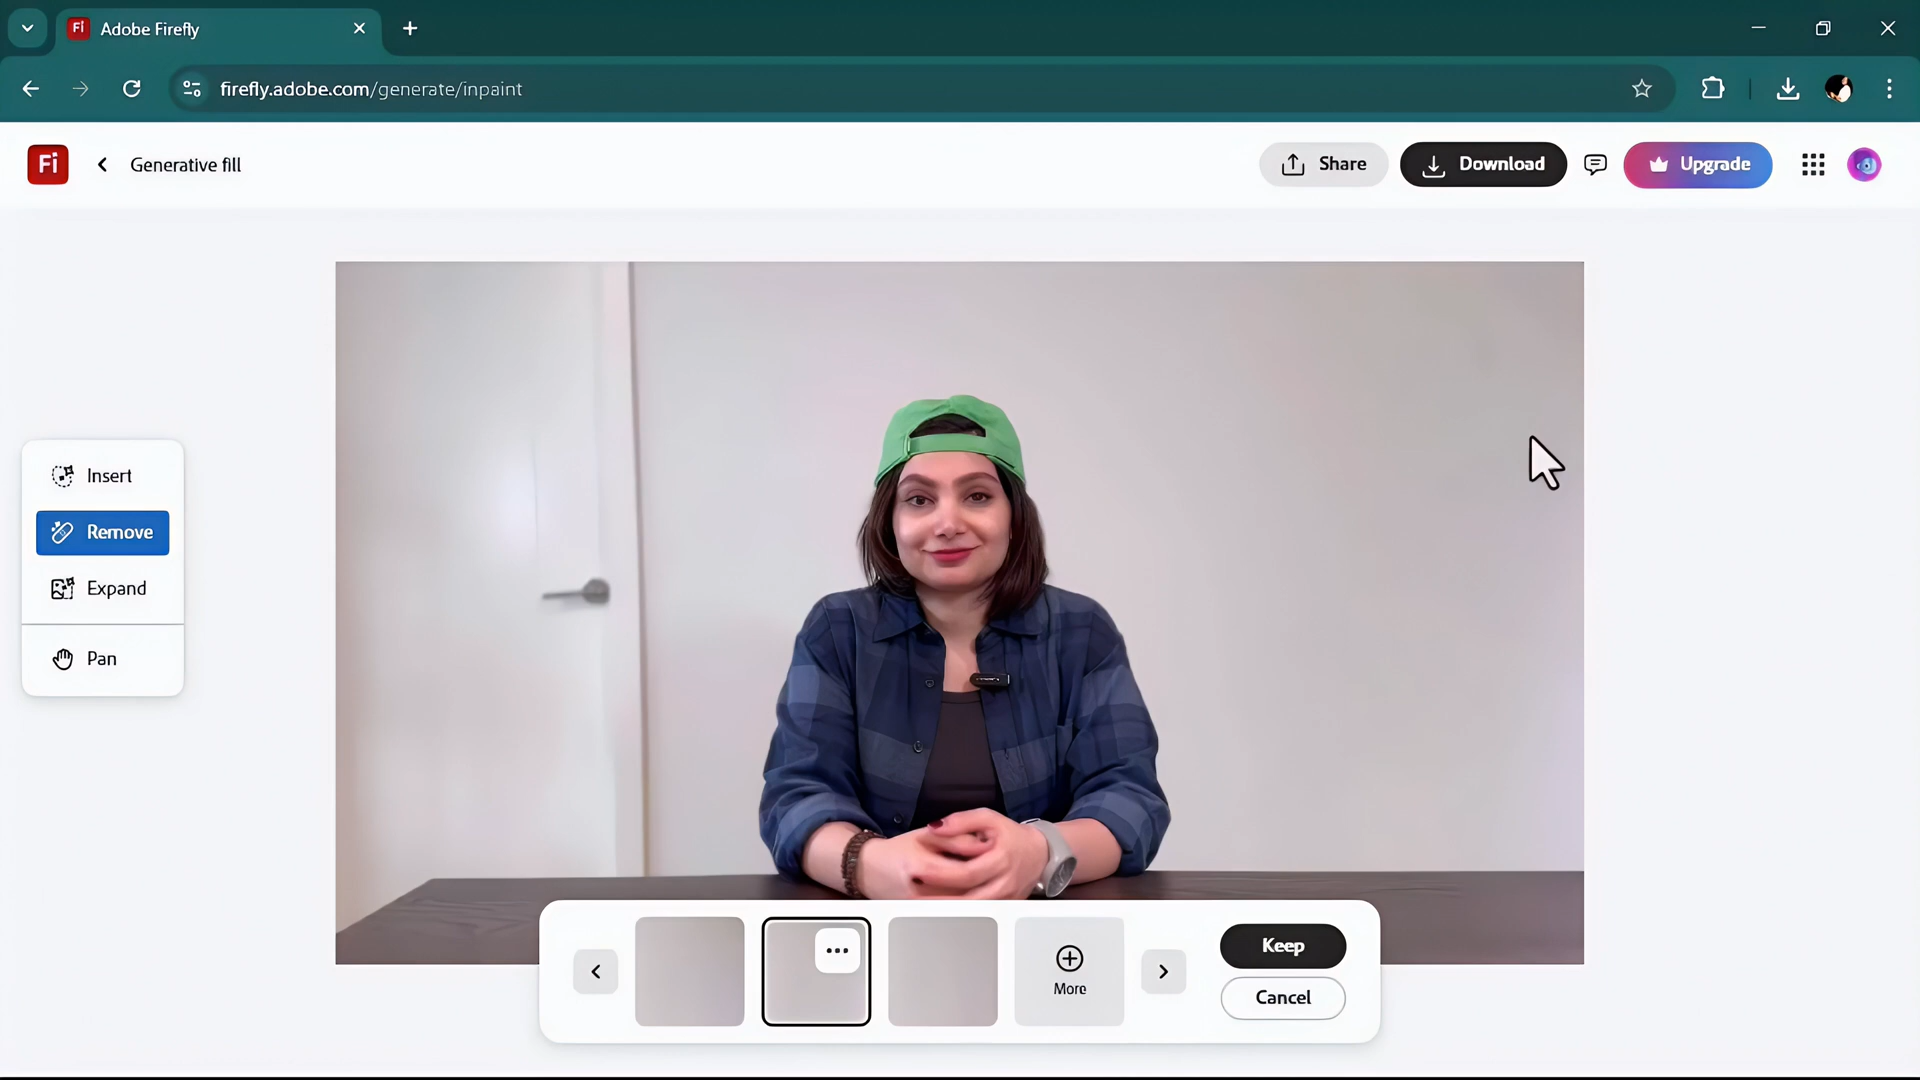 Fi Adobe Firefly
firefly.adobe.com/generate/inpaint
Fi Generative fill Share Download Upgrade
Insert
Remove
Expand
Pan
More
Keep
Cancel